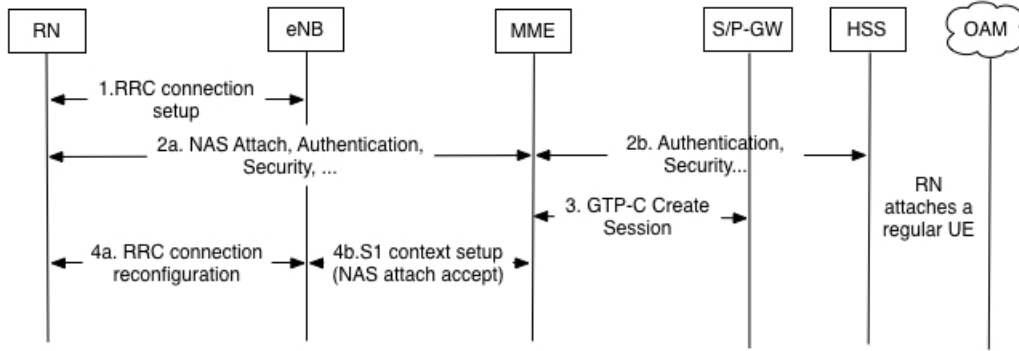 RN
eNB
MME
S/P-GW
HSS
OAM
1.RRC connection
setup
2a. NAS Attach, Authentication,
Security, ...
2b. Authentication,
Security...
3. GTP-C Create
Session
RN
attaches a
regular UE
4a. RRC connection
reconfiguration
4b.S1 context setup
(NAS attach accept)